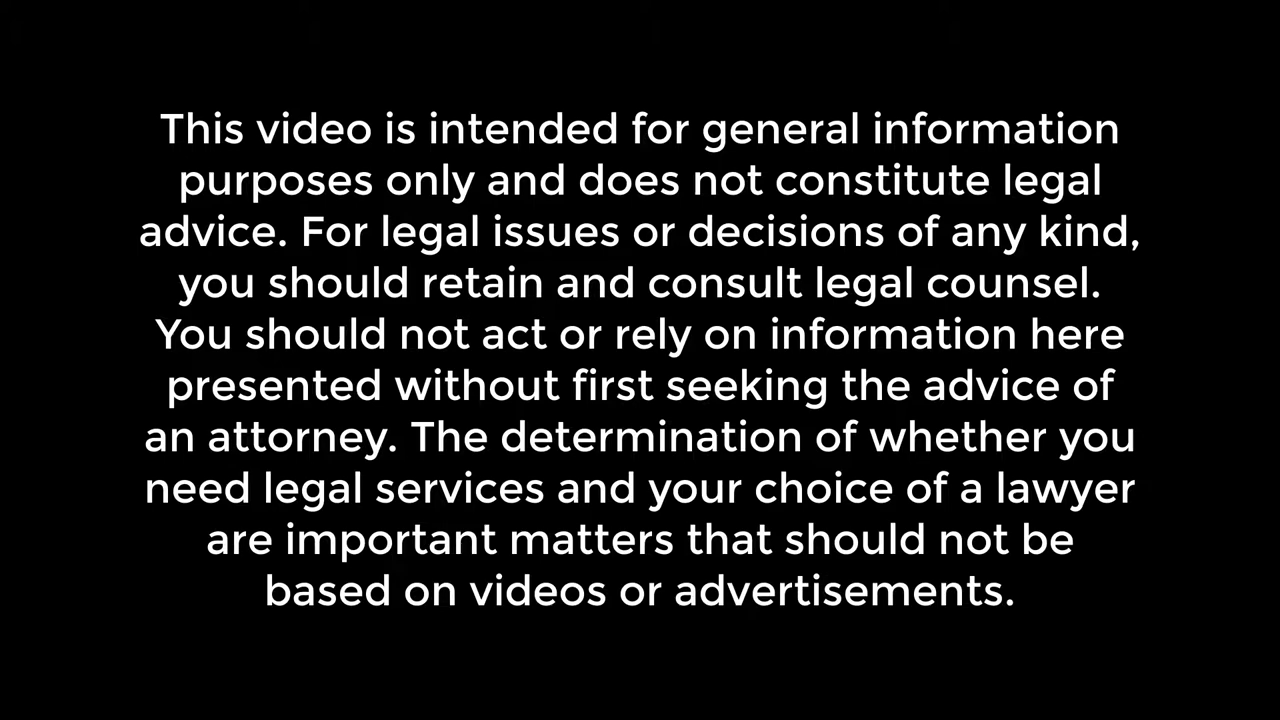 This video is intended for general information
purposes only and does not constitute legal
advice. For legal issues or decisions of any kind,
you should retain and consult legal counsel.
You should not act or rely on information here
presented without first seeking the advice of
an attorney. The determination of whether you
need legal services and your choice of a lawyer
are important matters that should not be
based on videos or advertisements.